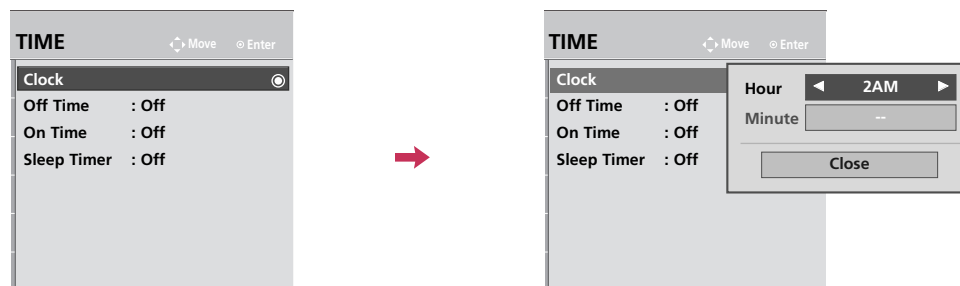 TIME Move Enter
Clock
Off Time : Off
On Time : Off
Sleep Timer : Off
TIME Move Enter
Clock
Off Time : Off
On Time : Off
Sleep Timer : Off
Hour 2AM
Minute --
Close